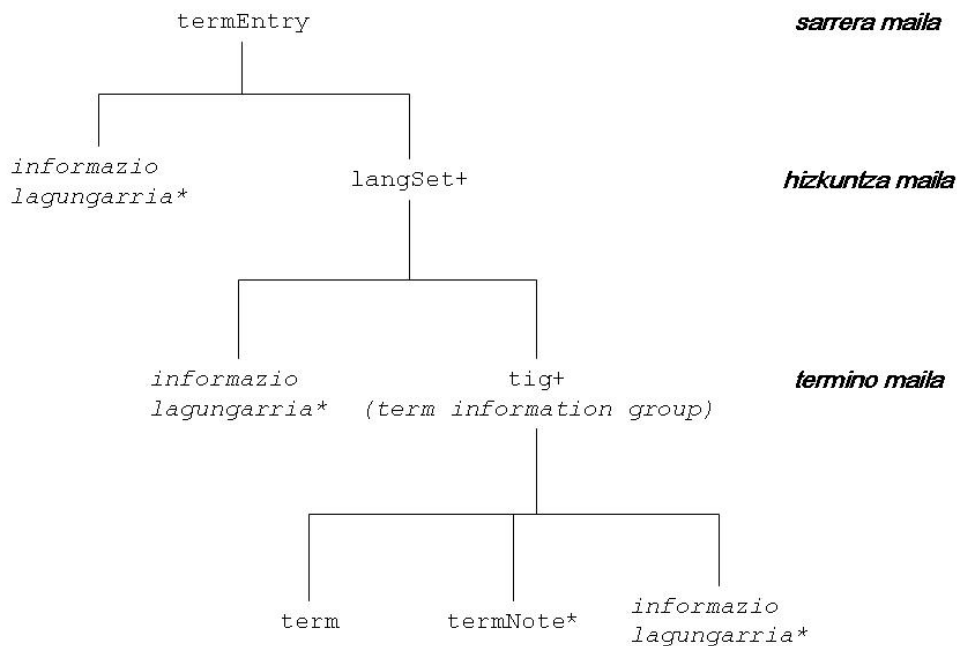 termEntry
sarrera maila
informazio
lagungarria*
langSet+
hizkuntza maila
informazio
lagungarria*
tig+
(term information group)
termino maila
term
termNote*
informazio
lagungarria*